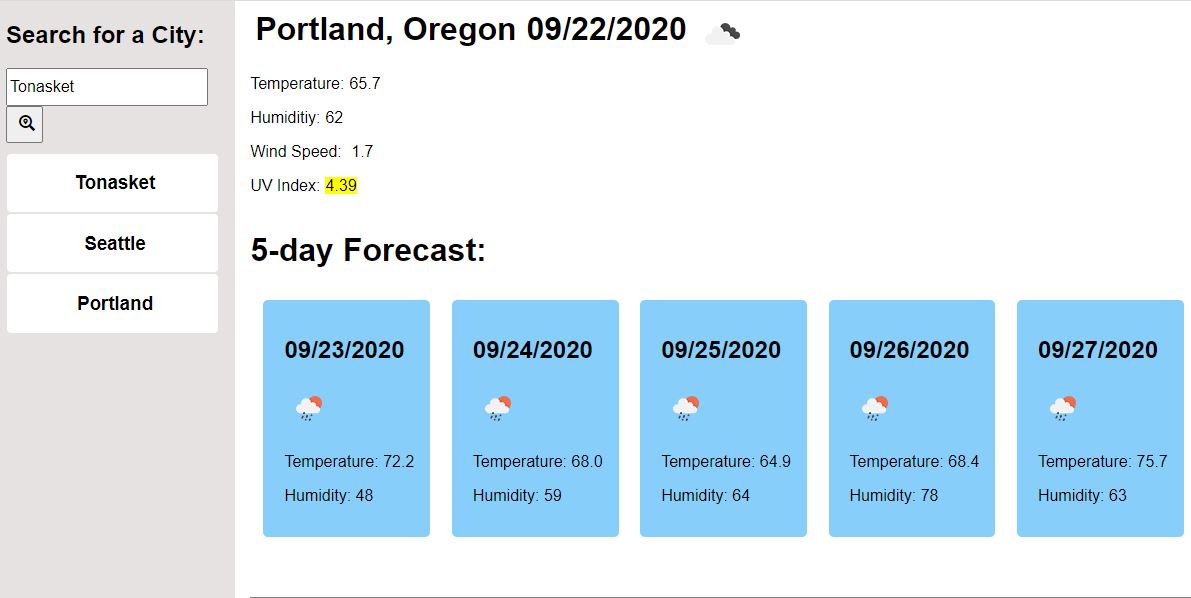 Search for a City:
Tonasket
Tonasket
Seattle
Portland
Portland, Oregon 09/22/2020
Temperature: 65.7
Humiditiy: 62
Wind Speed: 1.7
UV Index: 4.39
5-day Forecast:
09/23/2020
Temperature: 72.2
Humidity: 48
09/24/2020
Temperature: 68.0
Humidity: 59
09/25/2020
Temperature: 64.9
Humidity: 64
09/26/2020
Temperature: 68.4
Humidity: 78
09/27/2020
Temperature: 75.7
Humidity: 63